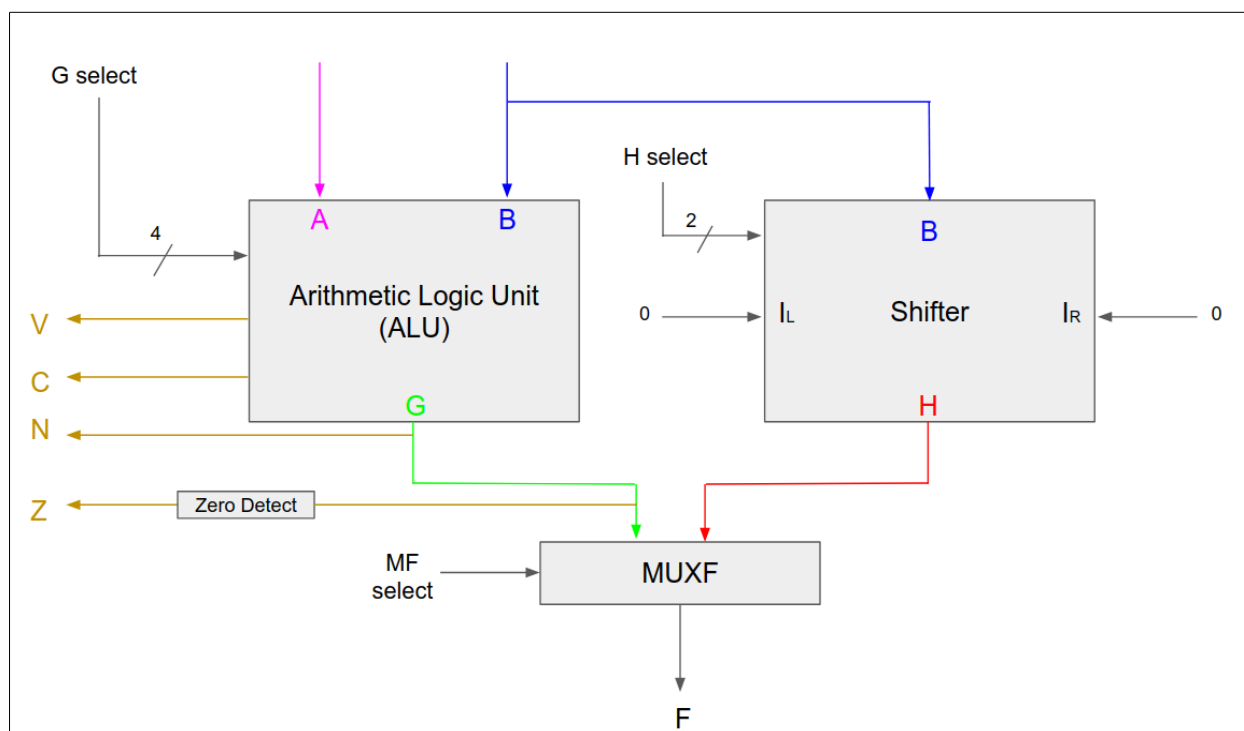 G select
H select
4
2
A
B
B
Arithmetic Logic Unit
(ALU)
0
IL
Shifter
IR
0
V
C
G
H
N
Z
Zero Detect
MF
select
MUXF
F